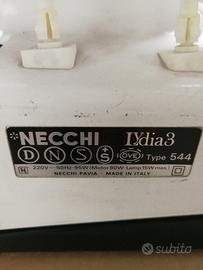 NECCHI LYdia 3
D N S +S OVE Type 544
N 220V~ 50Hz 95W (Motor 80W Lamp 15W max.)
NECCHI PAVIA - MADE IN ITALY
subito